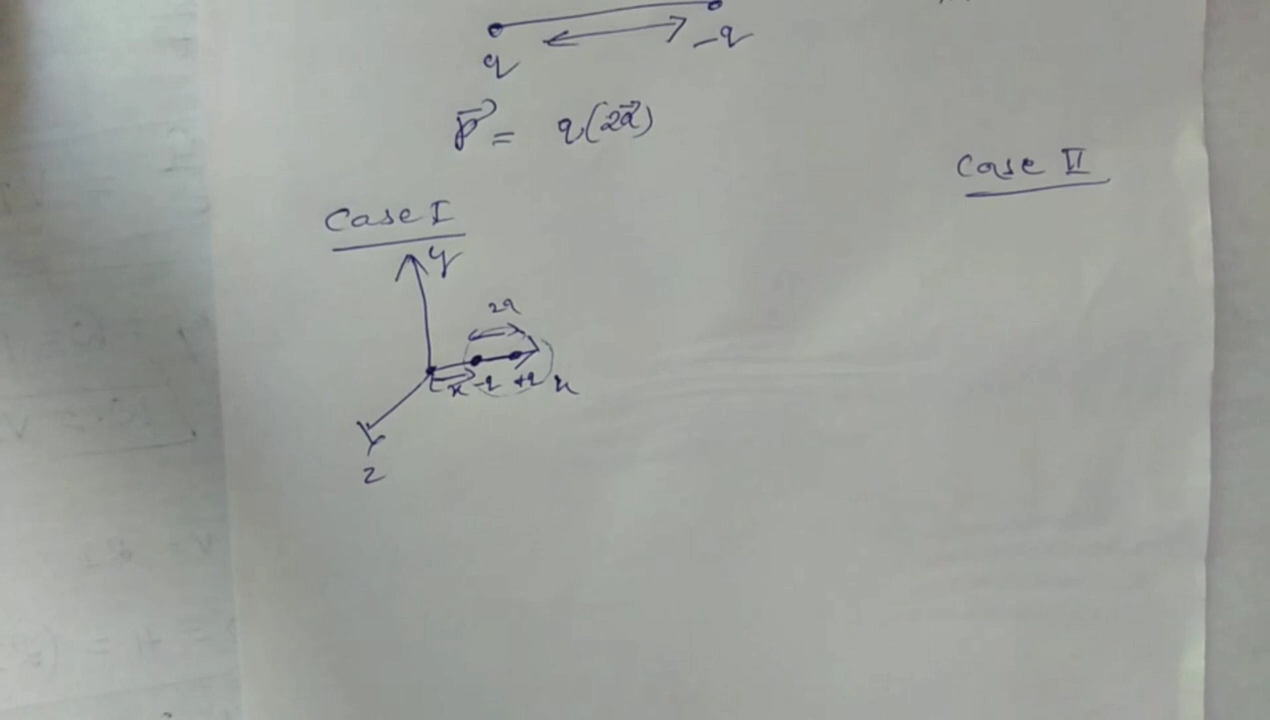 q -q
p⃗ = q(2a⃗)
Case II
Case I
y
2a
x -q +q x
z